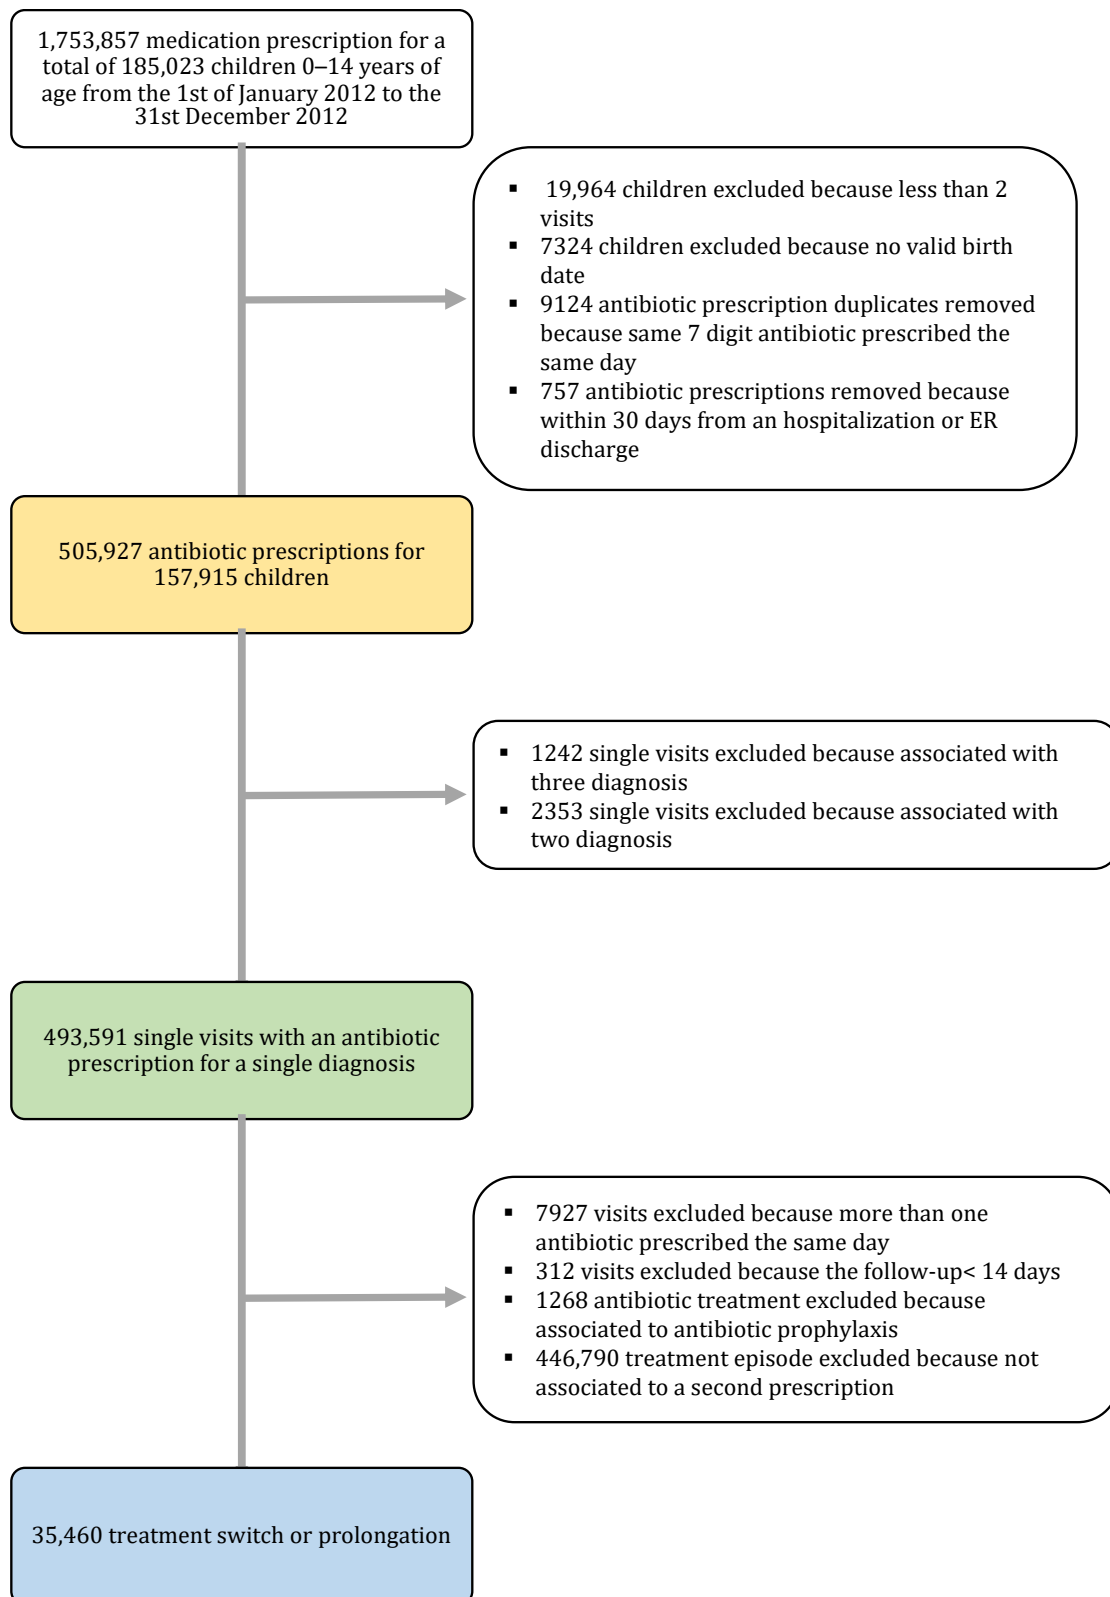 1,753,857 medication prescription for a
total of 185,023 children 0–14 years of
age from the 1st of January 2012 to the
31st December 2012
▪ 19,964 children excluded because less than 2
visits
▪ 7324 children excluded because no valid birth
date
▪ 9124 antibiotic prescription duplicates removed
because same 7 digit antibiotic prescribed the
same day
▪ 757 antibiotic prescriptions removed because
within 30 days from an hospitalization or ER
discharge
505,927 antibiotic prescriptions for
157,915 children
▪ 1242 single visits excluded because associated with
three diagnosis
▪ 2353 single visits excluded because associated with
two diagnosis
493,591 single visits with an antibiotic
prescription for a single diagnosis
▪ 7927 visits excluded because more than one
antibiotic prescribed the same day
▪ 312 visits excluded because the follow-up< 14 days
▪ 1268 antibiotic treatment excluded because
associated to antibiotic prophylaxis
▪ 446,790 treatment episode excluded because not
associated to a second prescription
35,460 treatment switch or prolongation